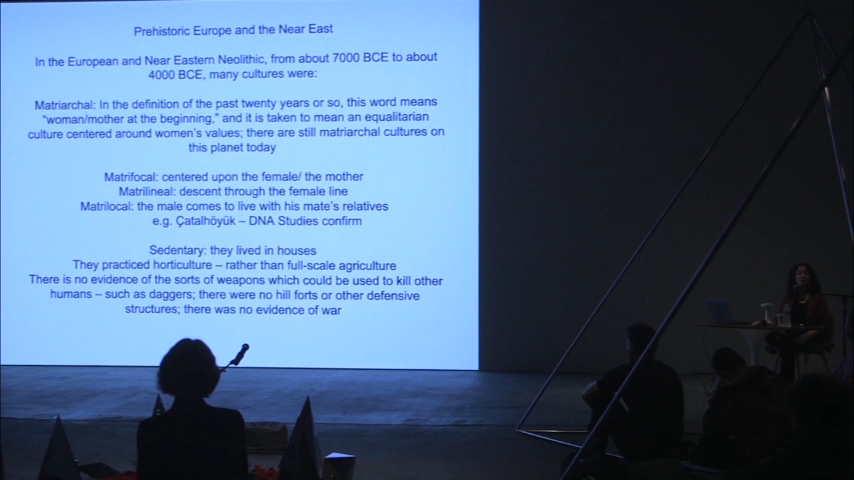 Prehistoric Europe and the Near East
In the European and Near Eastern Neolithic, from about 7000 BCE to about
4000 BCE, many cultures were:
Matriarchal: In the definition of the past twenty years or so, this word means
“woman/mother at the beginning,” and it is taken to mean an equalitarian
culture centered around women’s values; there are still matriarchal cultures on
this planet today
Matrifocal: centered upon the female/ the mother
Matrilineal: descent through the female line
Matrilocal: the male comes to live with his mate’s relatives
e.g. Çatalhöyük – DNA Studies confirm
Sedentary: they lived in houses
They practiced horticulture – rather than full-scale agriculture
There is no evidence of the sorts of weapons which could be used to kill other
humans – such as daggers; there were no hill forts or other defensive
structures; there was no evidence of war